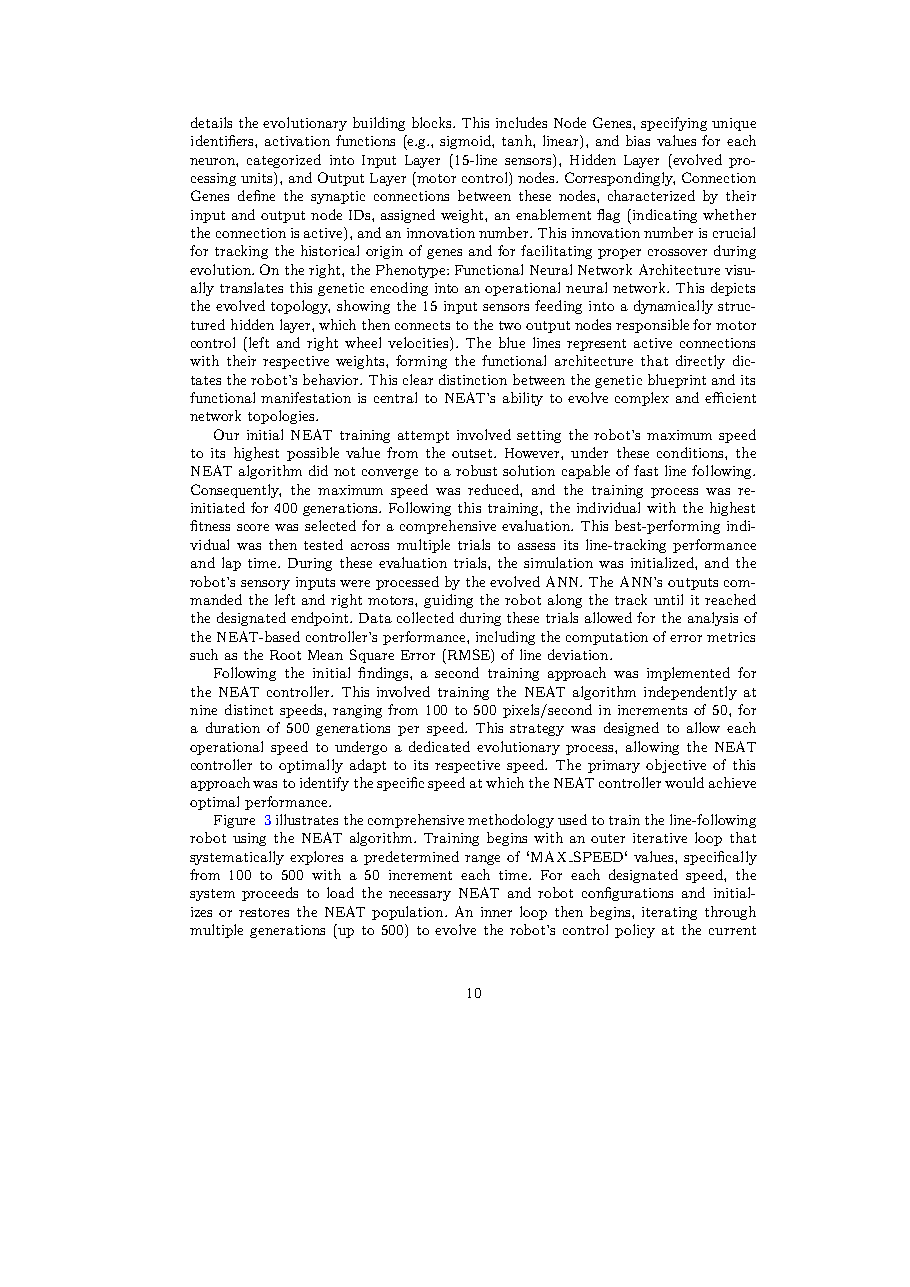 details the evolutionary building blocks. This includes Node Genes, specifying unique
identifiers, activation functions (e.g., sigmoid, tanh, linear), and bias values for each
neuron, categorized into Input Layer (15-line sensors), Hidden Layer (evolved pro-
cessing units), and Output Layer (motor control) nodes. Correspondingly, Connection
Genes define the synaptic connections between these nodes, characterized by their
input and output node IDs, assigned weight, an enablement flag (indicating whether
the connection is active), and an innovation number. This innovation number is crucial
for tracking the historical origin of genes and for facilitating proper crossover during
evolution. On the right, the Phenotype: Functional Neural Network Architecture visu-
ally translates this genetic encoding into an operational neural network. This depicts
the evolved topology, showing the 15 input sensors feeding into a dynamically struc-
tured hidden layer, which then connects to the two output nodes responsible for motor
control (left and right wheel velocities). The blue lines represent active connections
with their respective weights, forming the functional architecture that directly dic-
tates the robot's behavior. This clear distinction between the genetic blueprint and its
functional manifestation is central to NEAT's ability to evolve complex and efficient
network topologies.
Our initial NEAT training attempt involved setting the robot's maximum speed
to its highest possible value from the outset. However, under these conditions, the
NEAT algorithm did not converge to a robust solution capable of fast line following.
Consequently, the maximum speed was reduced, and the training process was re-
initiated for 400 generations. Following this training, the individual with the highest
fitness score was selected for a comprehensive evaluation. This best-performing indi-
vidual was then tested across multiple trials to assess its line-tracking performance
and lap time. During these evaluation trials, the simulation was initialized, and the
robot's sensory inputs were processed by the evolved ANN. The ANN's outputs com-
manded the left and right motors, guiding the robot along the track until it reached
the designated endpoint. Data collected during these trials allowed for the analysis of
the NEAT-based controller's performance, including the computation of error metrics
such as the Root Mean Square Error (RMSE) of line deviation.
Following the initial findings, a second training approach was implemented for
the NEAT controller. This involved training the NEAT algorithm independently at
nine distinct speeds, ranging from 100 to 500 pixels/second in increments of 50, for
a duration of 500 generations per speed. This strategy was designed to allow each
operational speed to undergo a dedicated evolutionary process, allowing the NEAT
controller to optimally adapt to its respective speed. The primary objective of this
approach was to identify the specific speed at which the NEAT controller would achieve
optimal performance.
Figure 3 illustrates the comprehensive methodology used to train the line-following
robot using the NEAT algorithm. Training begins with an outer iterative loop that
systematically explores a predetermined range of ‘MAX_SPEED‘ values, specifically
from 100 to 500 with a 50 increment each time. For each designated speed, the
system proceeds to load the necessary NEAT and robot configurations and initial-
izes or restores the NEAT population. An inner loop then begins, iterating through
multiple generations (up to 500) to evolve the robot's control policy at the current
10